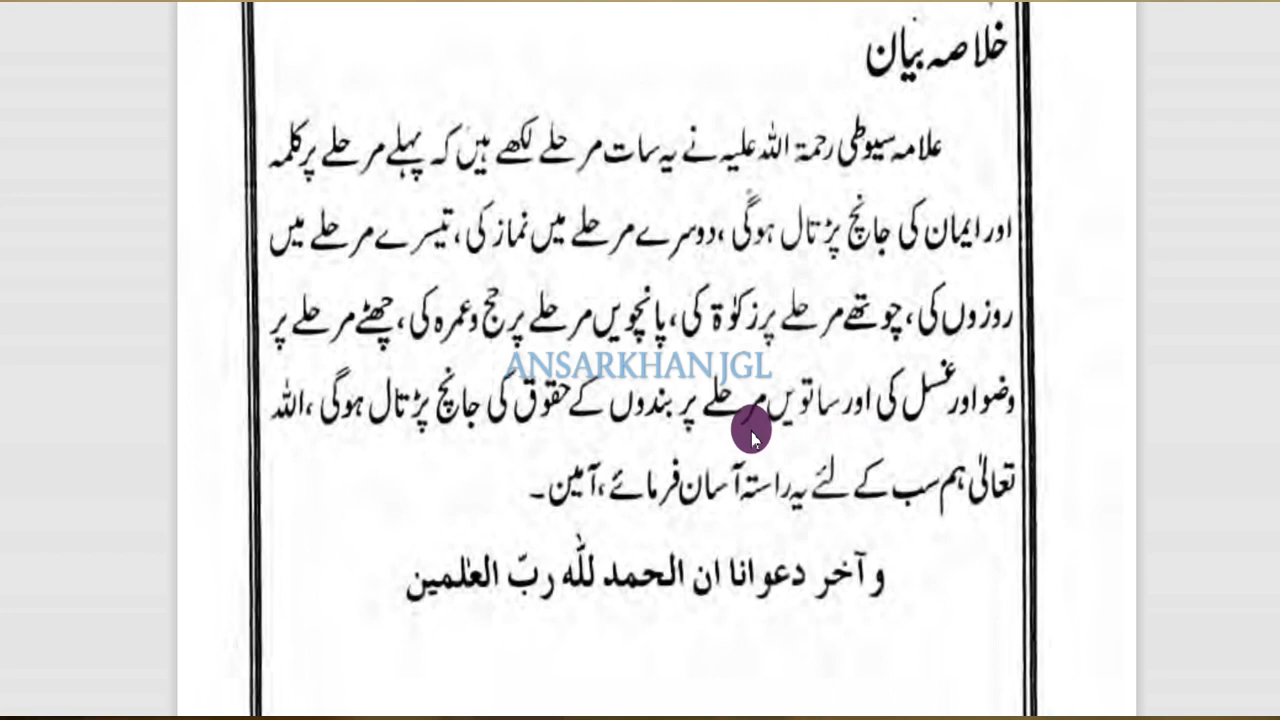 خلاصہ بیان
علامہ سیوطی رحمۃ اللہ علیہ نے یہ سات مرحلے لکھے ہیں کہ پہلے مرحلے پر کلمہ
اور ایمان کی جانچ پڑتال ہوگی، دوسرے مرحلے میں نماز کی، تیسرے مرحلے میں
روزوں کی، چوتھے مرحلے پر زکوٰۃ کی، پانچویں مرحلے پر حج وعمرہ کی، چھٹے مرحلے پر
ANSARKHAN JGL
وضو اور غسل کی اور ساتویں مرحلے پر بندوں کے حقوق کی جانچ پڑتال ہوگی، اللہ
تعالیٰ ہم سب کے لئے یہ راستہ آسان فرمائے، آمین۔
و آخر دعوانا ان الحمد للّٰہ ربّ العٰلمین